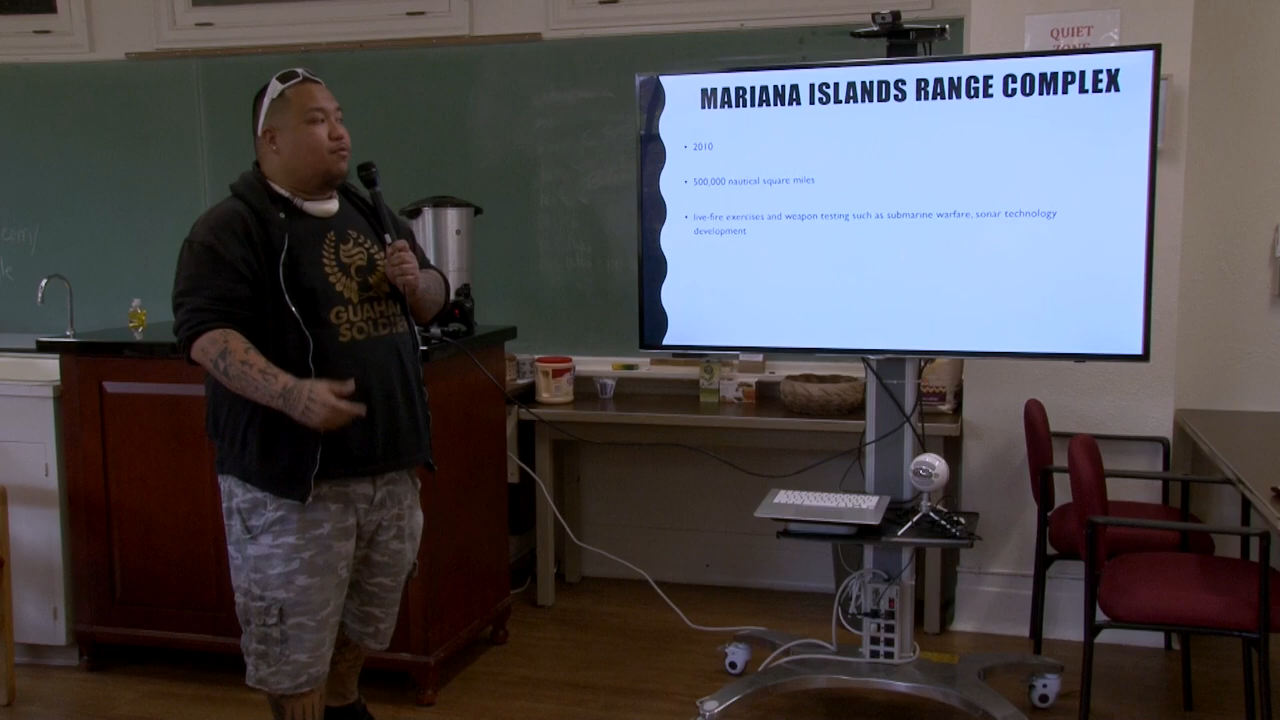 QUIET
ZONE
MARIANA ISLANDS RANGE COMPLEX
• 2010
• 500,000 nautical square miles
• live-fire exercises and weapon testing such as submarine warfare, sonar technology
development
GUAHAN
SOLDIER